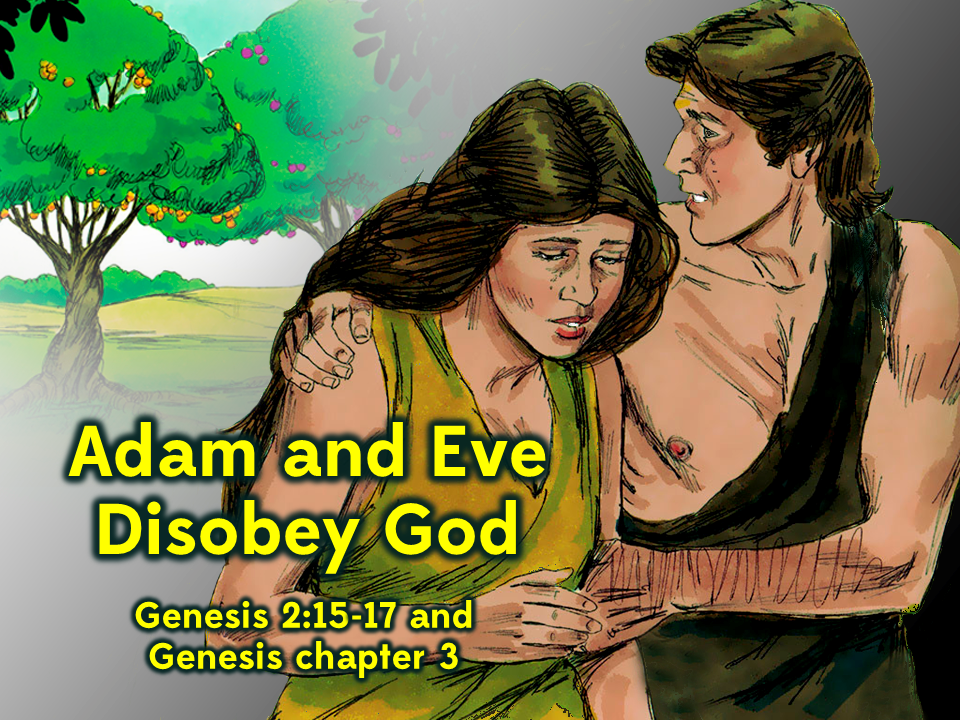 Adam and Eve
Disobey God
Genesis 2:15-17 and
Genesis chapter 3